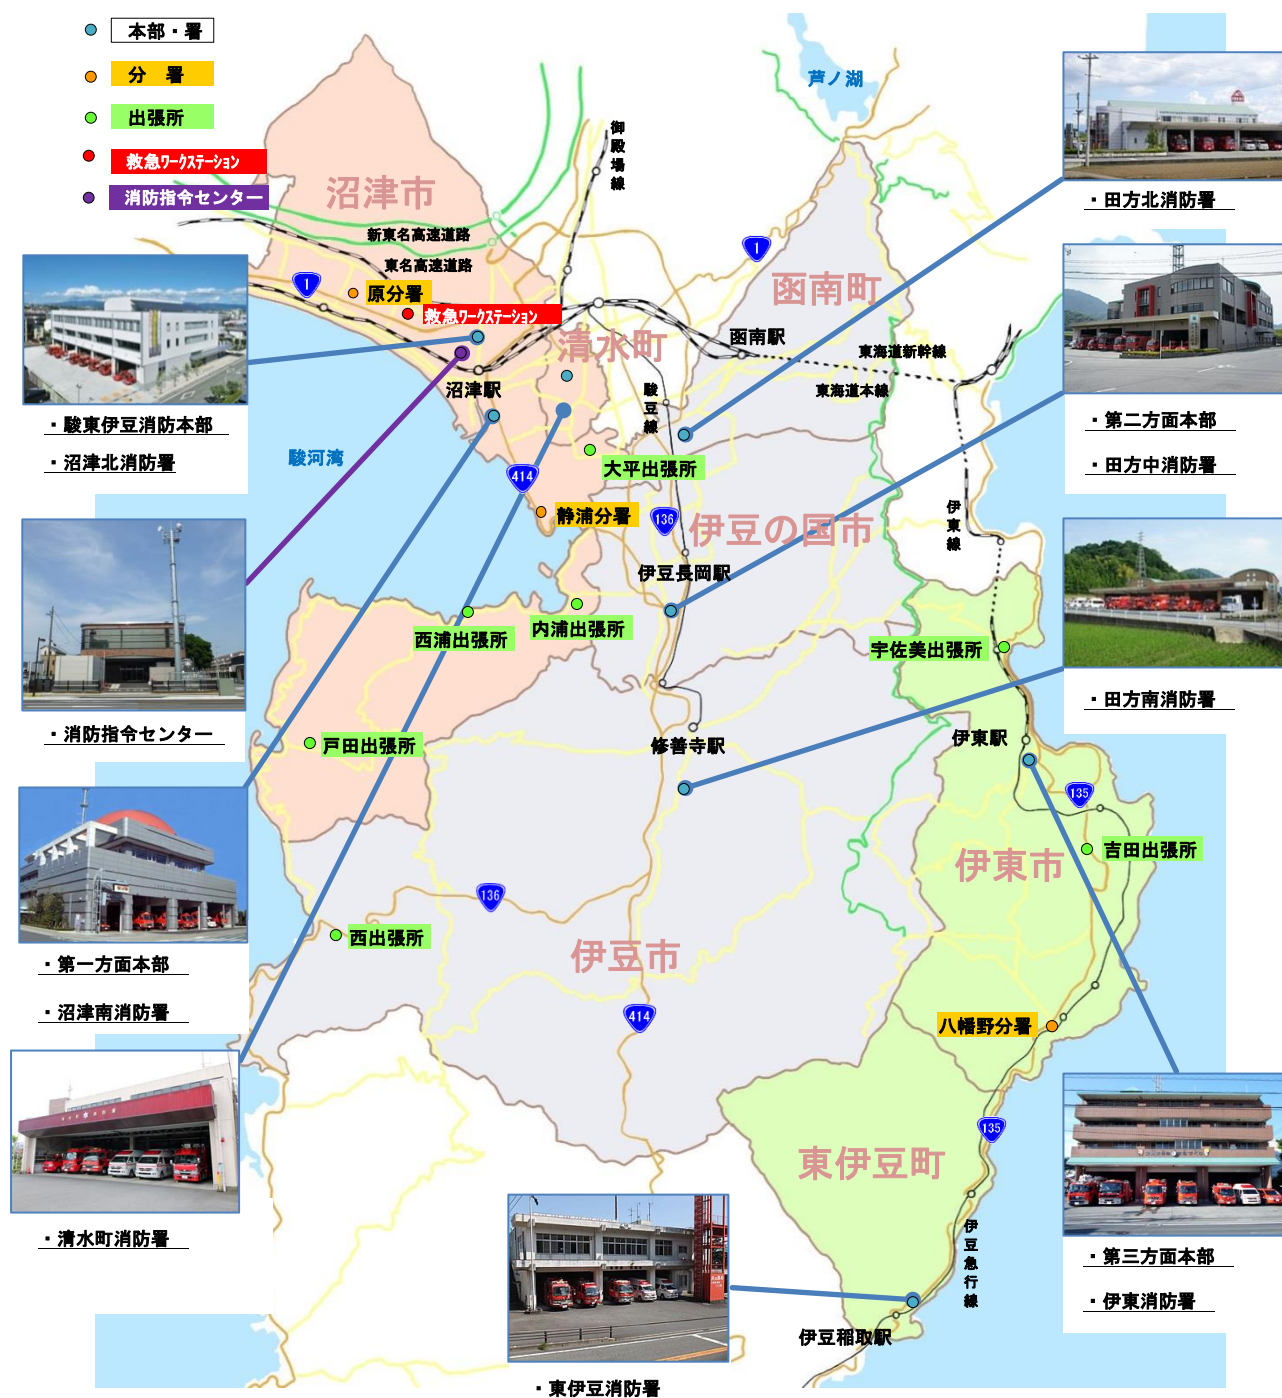 本部・署
分　署
出張所
救急ワークステーション
消防指令センター
芦ノ湖
御殿場線
沼津市
新東名高速道路
東名高速道路
1
1
函南町
・田方北消防署
原分署
救急ワークステーション
清水町
函南駅
東海道新幹線
東海道本線
沼津駅
駿豆線
・駿東伊豆消防本部
・沼津北消防署
駿河湾
大平出張所
414
静浦分署
136
伊豆の国市
伊東線
・第二方面本部
・田方中消防署
伊豆長岡駅
西浦出張所
内浦出張所
宇佐美出張所
・田方南消防署
・消防指令センター
戸田出張所
修善寺駅
伊東駅
135
吉田出張所
伊東市
136
西出張所
伊豆市
414
八幡野分署
・第一方面本部
・沼津南消防署
135
東伊豆町
伊豆急行線
・清水町消防署
・第三方面本部
・伊東消防署
伊豆稲取駅
・東伊豆消防署